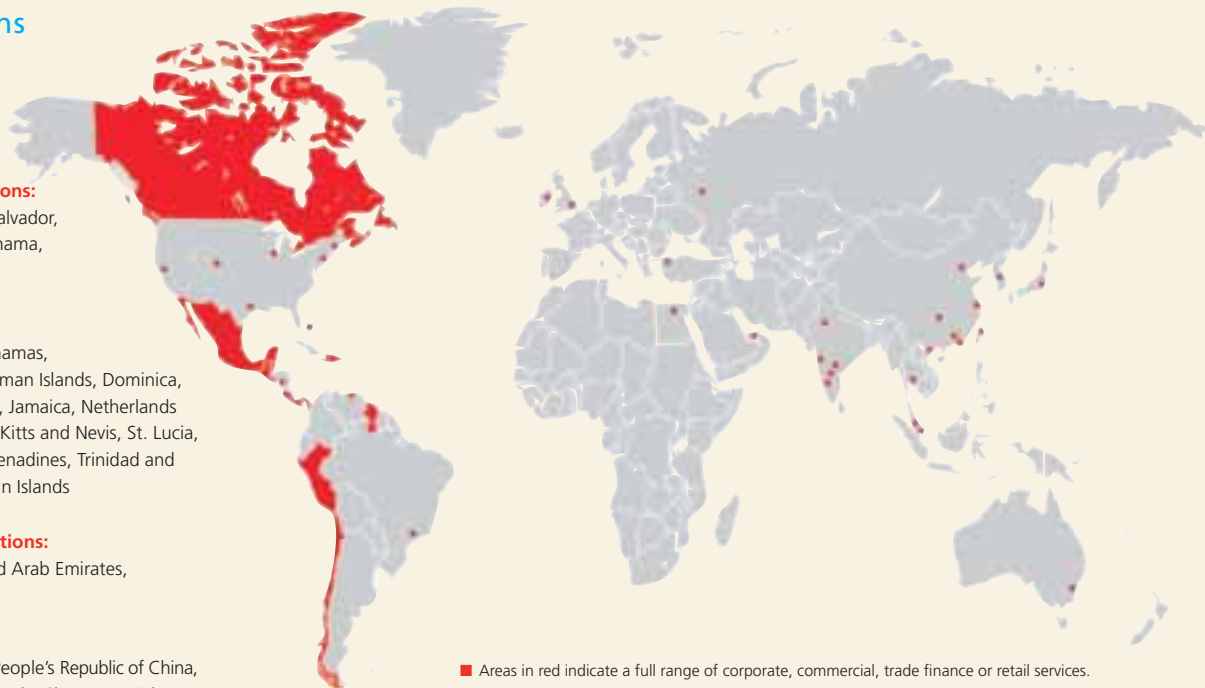 ns
ons:
alvador,
nama,
hamas,
man Islands, Dominica,
, Jamaica, Netherlands
Kitts and Nevis, St. Lucia,
enadines, Trinidad and
n Islands
tions:
d Arab Emirates,
People's Republic of China,
■ Areas in red indicate a full range of corporate, commercial, trade finance or retail services.